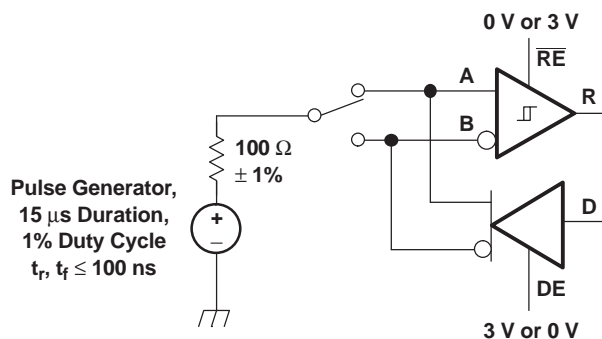 0 V or 3 V
RE
A
R
B
100 Ω
± 1%
Pulse Generator,
15 μs Duration,
1% Duty Cycle
tr, tf ≤ 100 ns
+
–
D
DE
3 V or 0 V